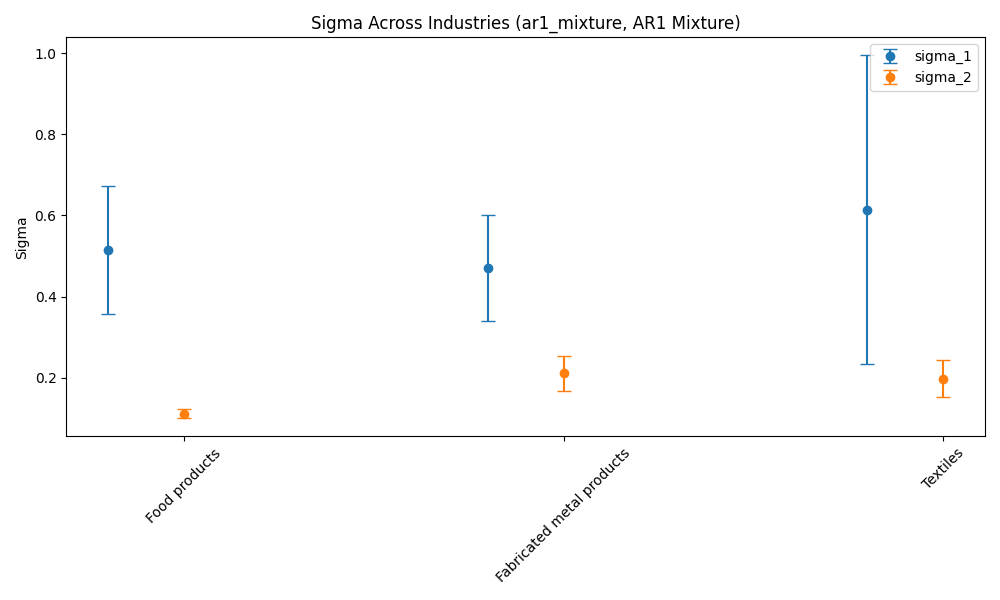 Sigma Across Industries (ar1_mixture, AR1 Mixture)
sigma_1
sigma_2
Sigma
1.0
0.8
0.6
0.4
0.2
Food products
Fabricated metal products
Textiles